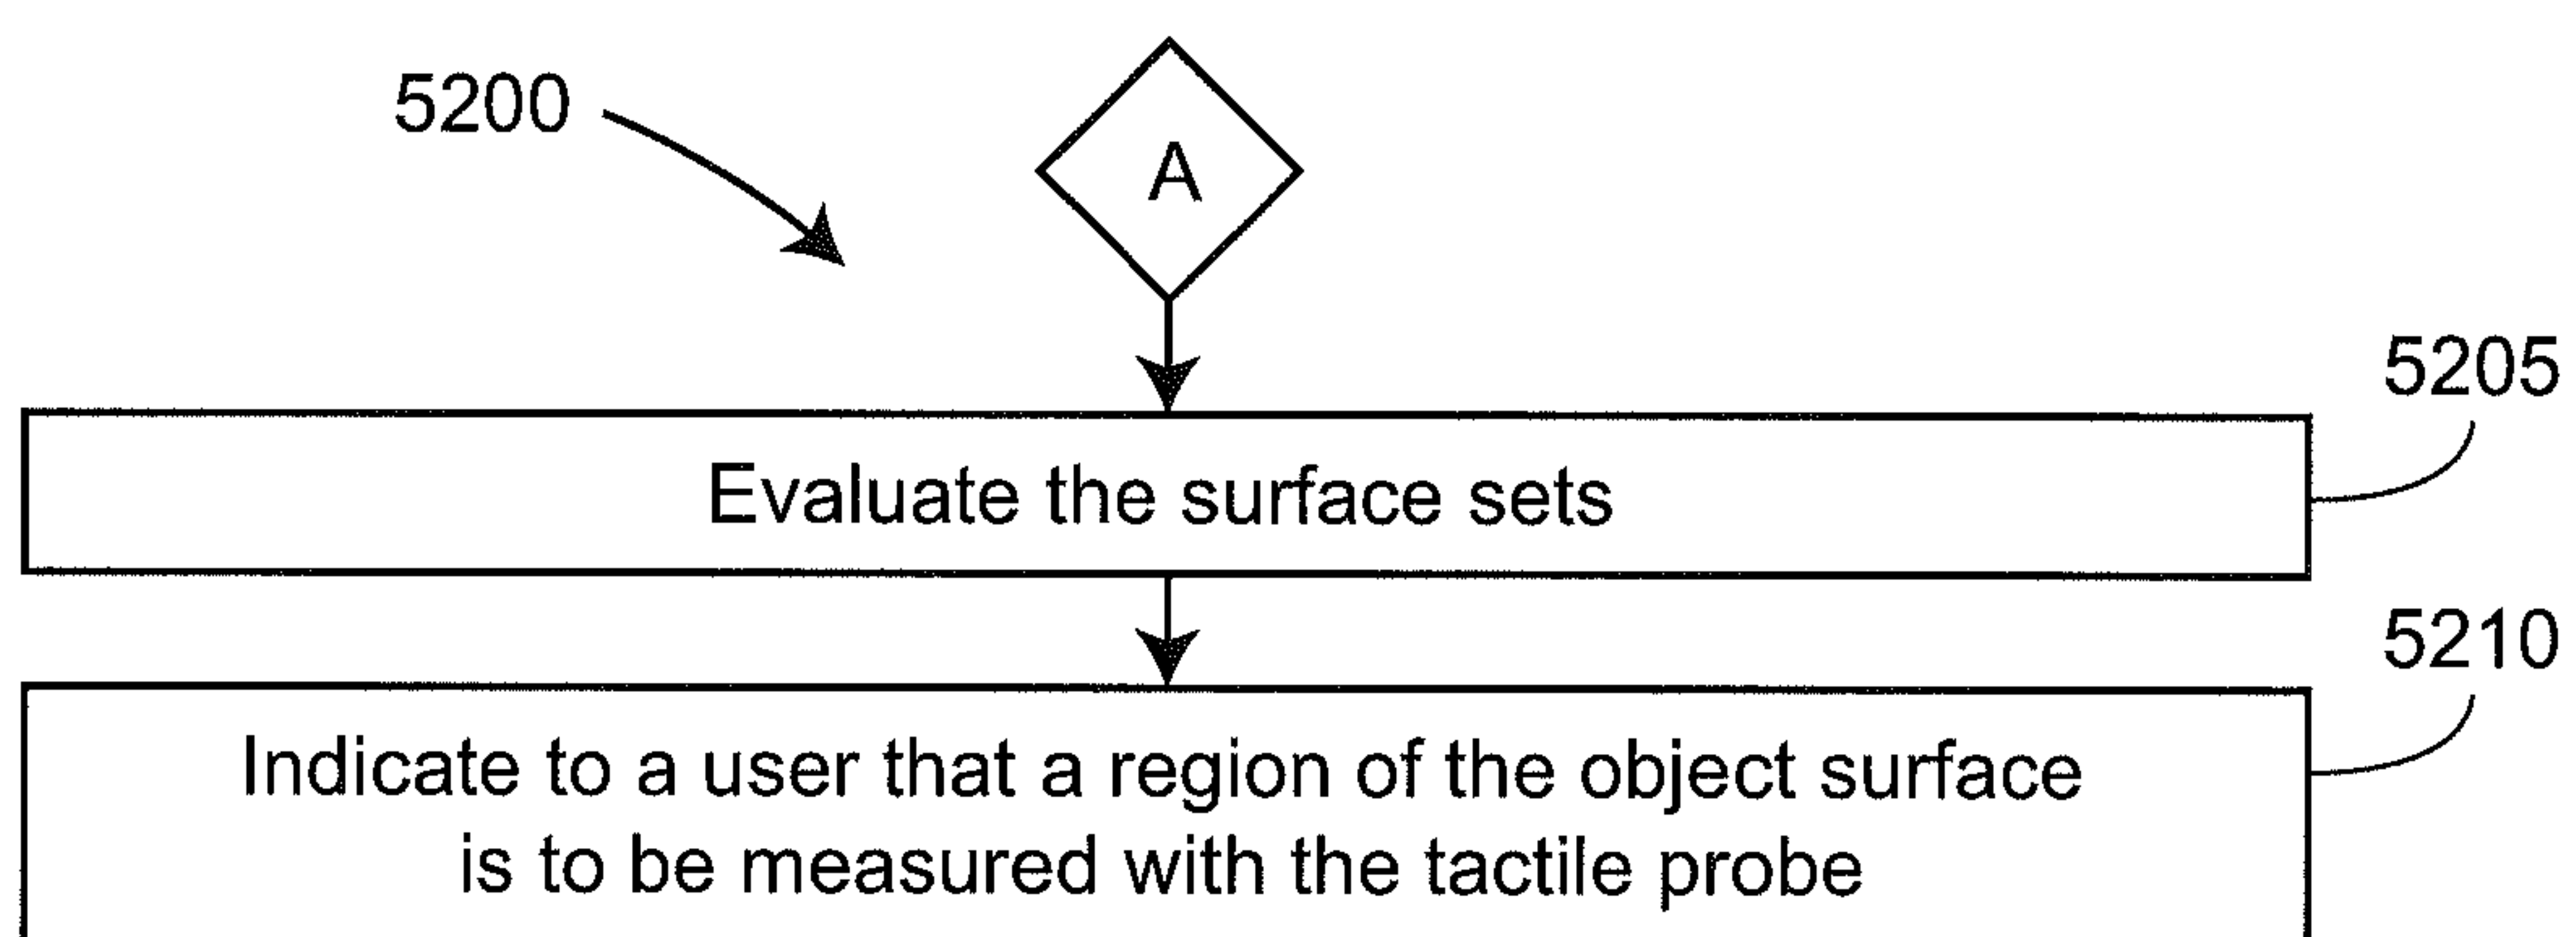 5200
A
5205
Evaluate the surface sets
5210
Indicate to a user that a region of the object surface
is to be measured with the tactile probe